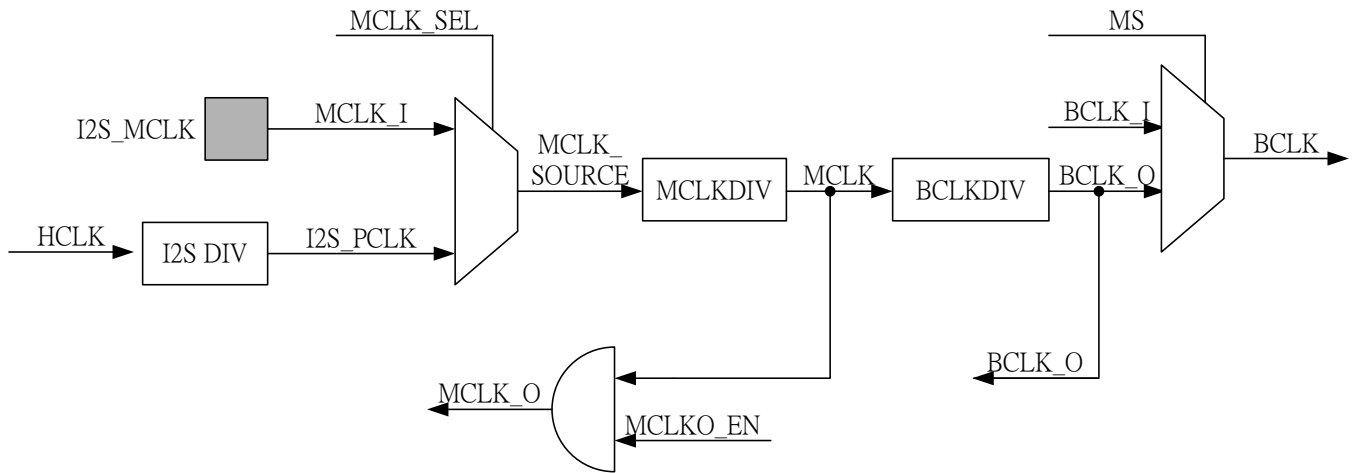 MCLK_SEL
MS
I2S_MCLK
MCLK_I
BCLK_I
MCLK_
SOURCE
MCLKDIV
MCLK
BCLKDIV
BCLK_O
BCLK
HCLK
I2S DIV
I2S_PCLK
BCLK_O
MCLK_O
MCLKO_EN